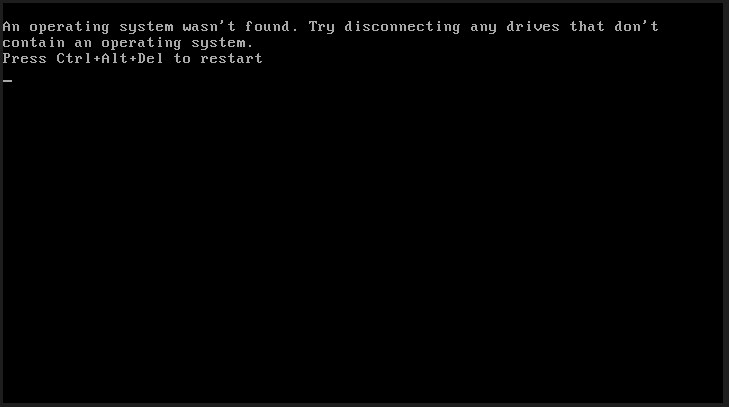 An operating system wasn't found. Try disconnecting any drives that don't
contain an operating system.
Press Ctrl+Alt+Del to restart